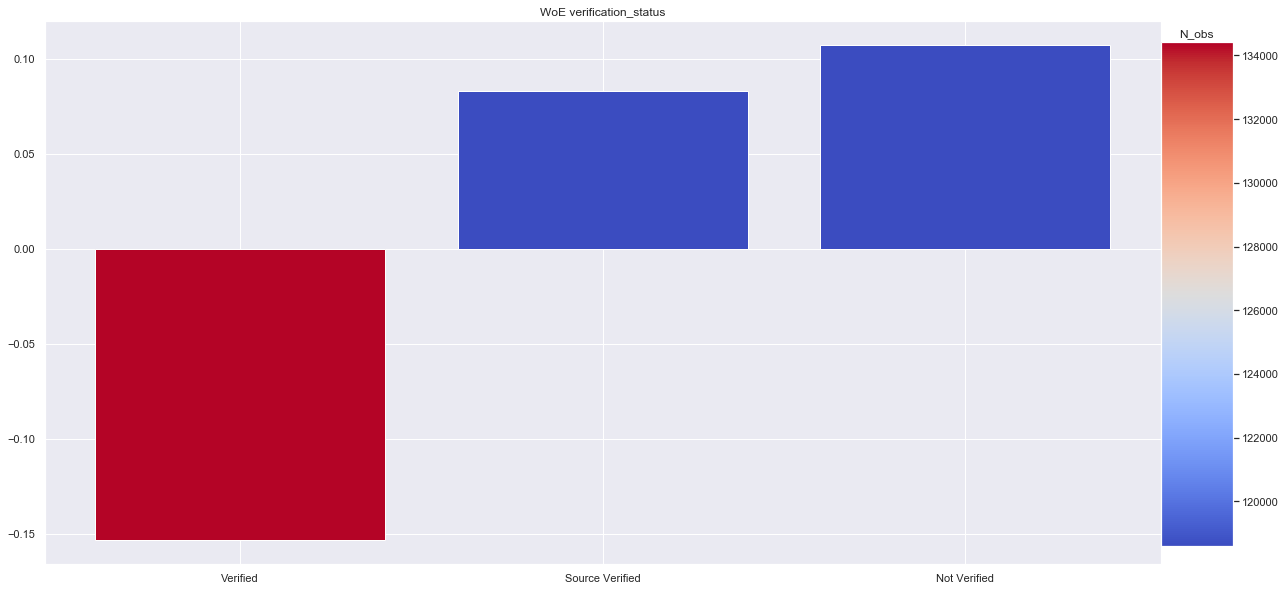 WoE verification_status
0.10
0.05
0.00
−0.05
−0.10
−0.15
Verified
Source Verified
Not Verified
N_obs
134000
132000
130000
128000
126000
124000
122000
120000